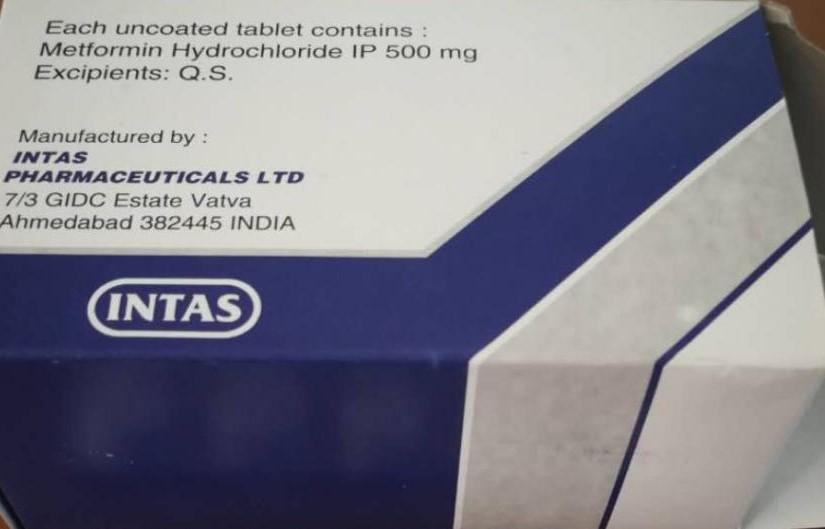 Each uncoated tablet contains :
Metformin Hydrochloride IP 500 mg
Excipients: Q.S.
Manufactured by :
INTAS
PHARMACEUTICALS LTD
7/3 GIDC Estate Vatva
Ahmedabad 382445 INDIA
INTAS